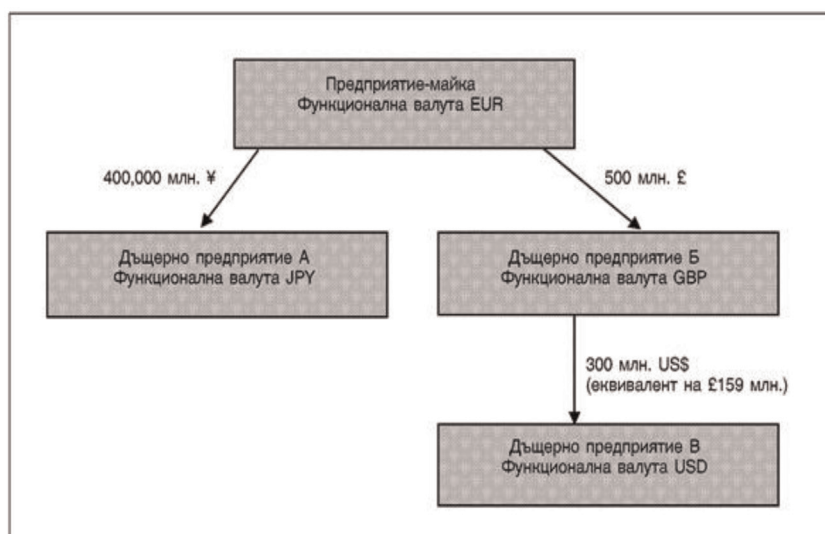 Предприятие-майка
Функционална валута EUR
400,000 млн. ¥
500 млн. £
Дъщерно предприятие А
Функционална валута JPY
Дъщерно предприятие Б
Функционална валута GBP
300 млн. US$
(еквивалент на £159 млн.)
Дъщерно предприятие В
Функционална валута USD